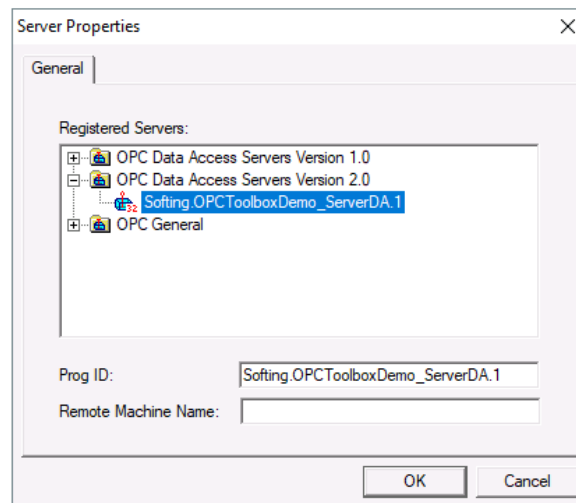 Server Properties
General
Registered Servers:
OPC Data Access Servers Version 1.0
OPC Data Access Servers Version 2.0
32 Softing.OPCToolboxDemo_ServerDA.1
OPC General
Prog ID: Softing.OPCToolboxDemo_ServerDA.1
Remote Machine Name:
OK Cancel